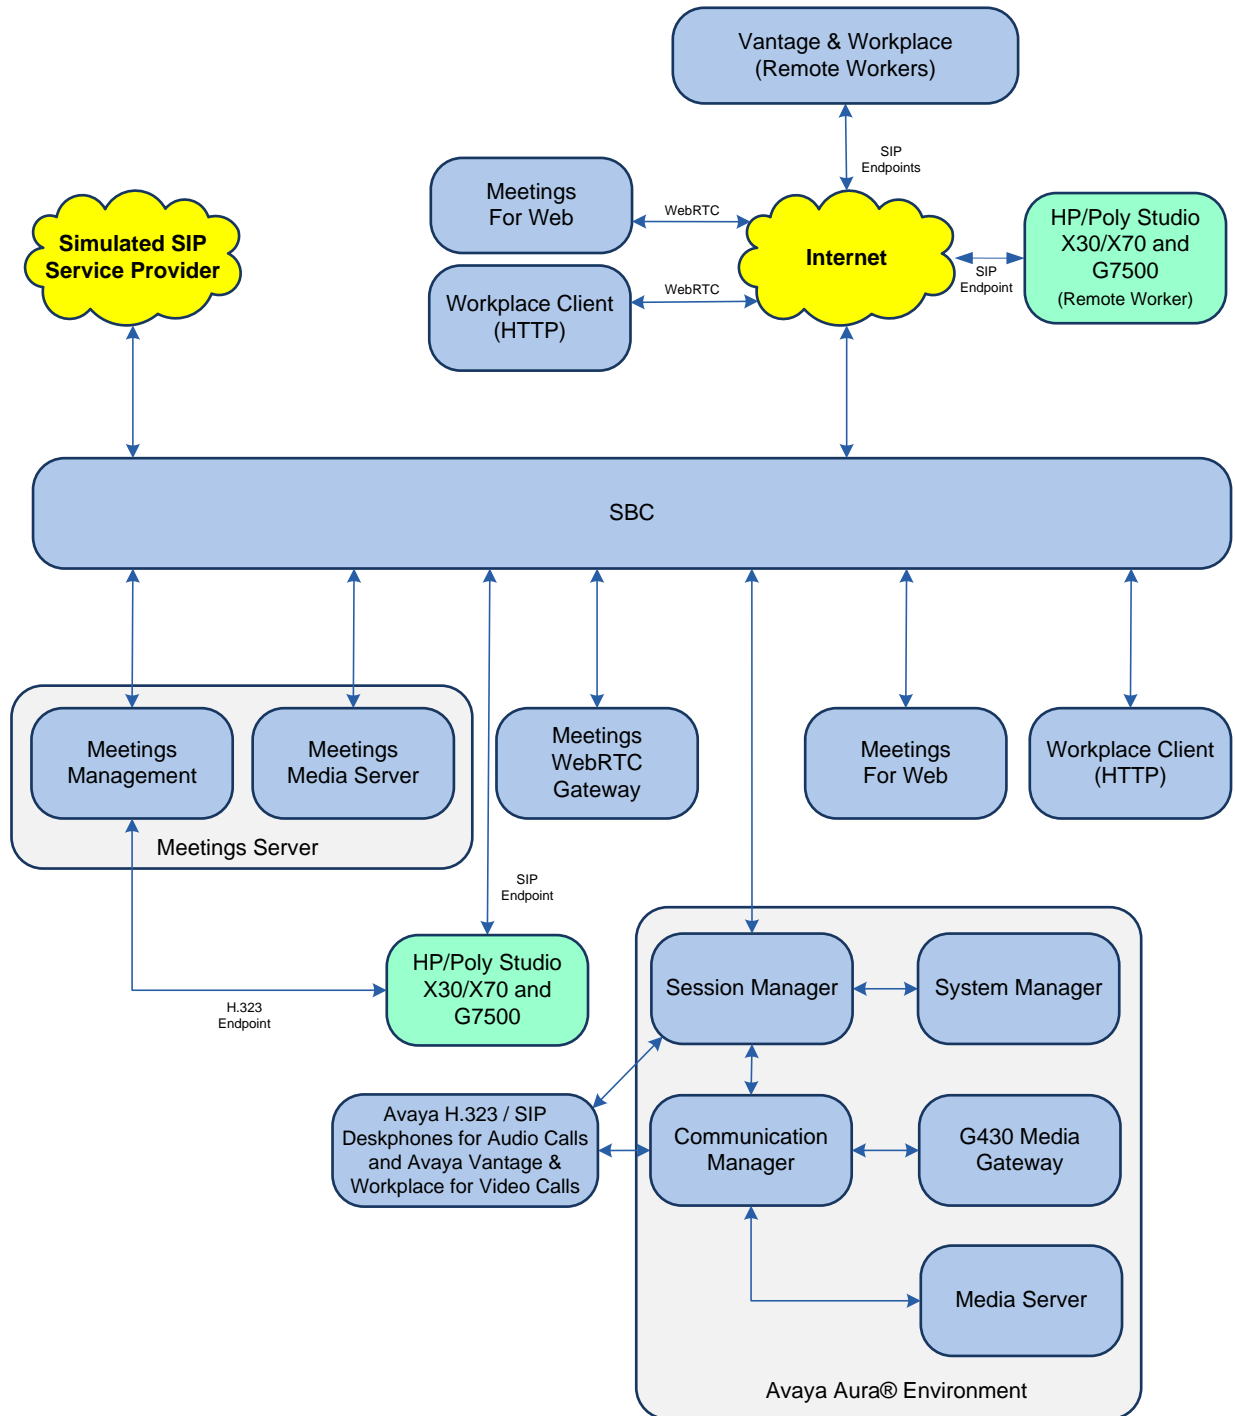 Vantage & Workplace
(Remote Workers)
SIP
Endpoints
Meetings
For Web
WebRTC
HP/Poly Studio
X30/X70 and
G7500
(Remote Worker)
Simulated SIP
Service Provider
Internet
SIP
Endpoint
Workplace Client
(HTTP)
WebRTC
SBC
Meetings
Management
Meetings
Media Server
Meetings Server
Meetings
WebRTC
Gateway
Meetings
For Web
Workplace Client
(HTTP)
SIP
Endpoint
HP/Poly Studio
X30/X70 and
G7500
H.323
Endpoint
Session Manager
System Manager
Avaya H.323 / SIP
Deskphones for Audio Calls
and Avaya Vantage &
Workplace for Video Calls
Communication
Manager
G430 Media
Gateway
Media Server
Avaya Aura® Environment